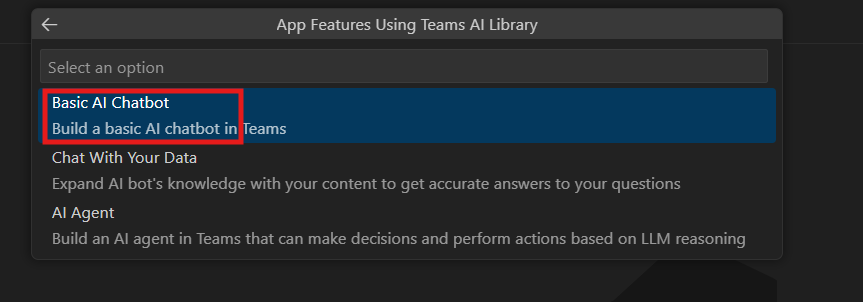 App Features Using Teams AI Library
Select an option
Basic AI Chatbot
Build a basic AI chatbot in Teams
Chat With Your Data
Expand AI bot's knowledge with your content to get accurate answers to your questions
AI Agent
Build an AI agent in Teams that can make decisions and perform actions based on LLM reasoning